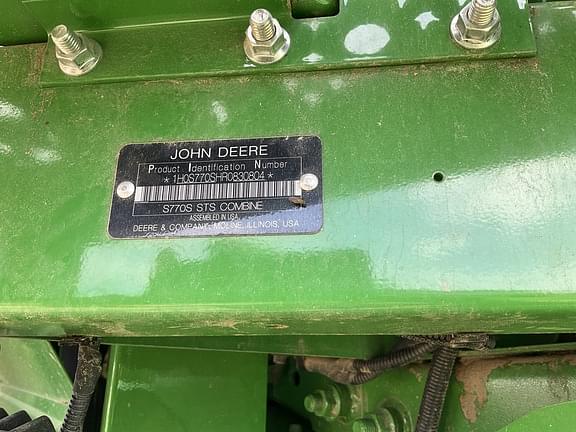 JOHN DEERE
Product Identification Number
*1H0S770SHR0830804*
S770S STS COMBINE
ASSEMBLED IN USA
DEERE & COMPANY, MOLINE, ILLINOIS, USA